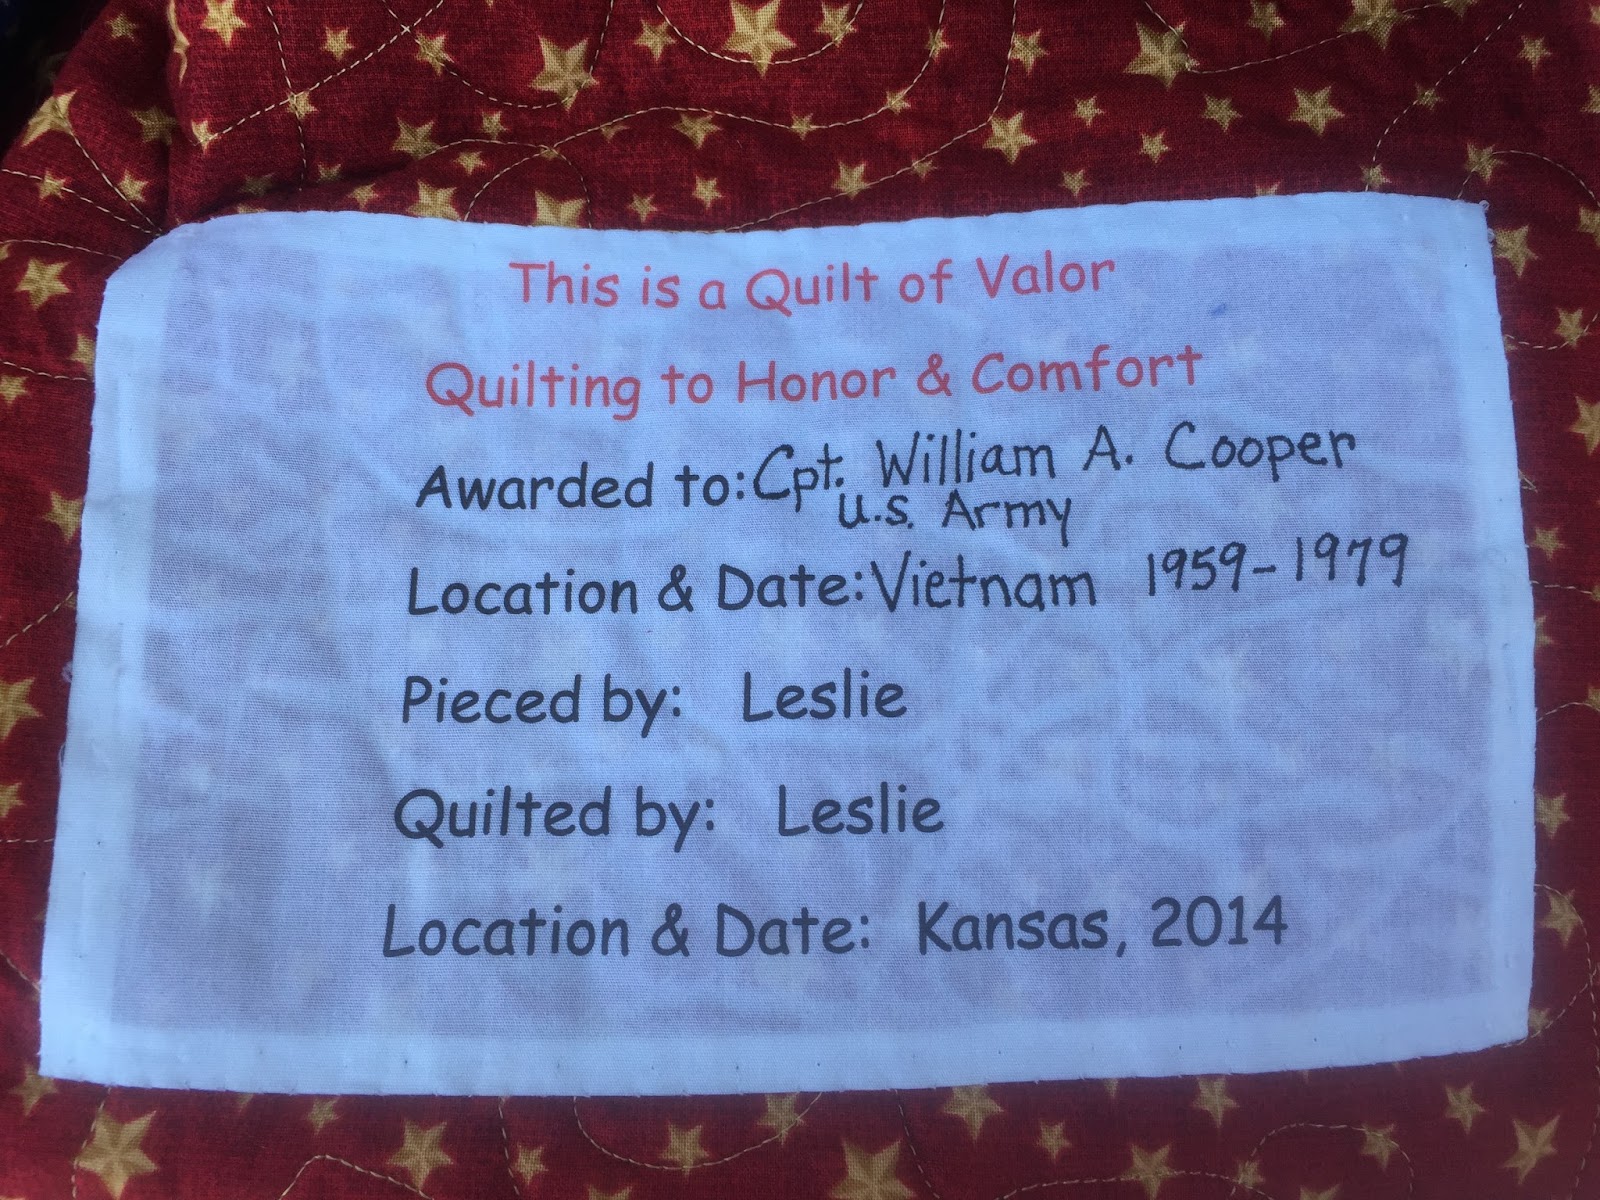 This is a Quilt of Valor
Quilting to Honor & Comfort
Awarded to: Cpt. William A. Cooper
U.S. Army
Location & Date: Vietnam 1959-1979
Pieced by: Leslie
Quilted by: Leslie
Location & Date: Kansas, 2014